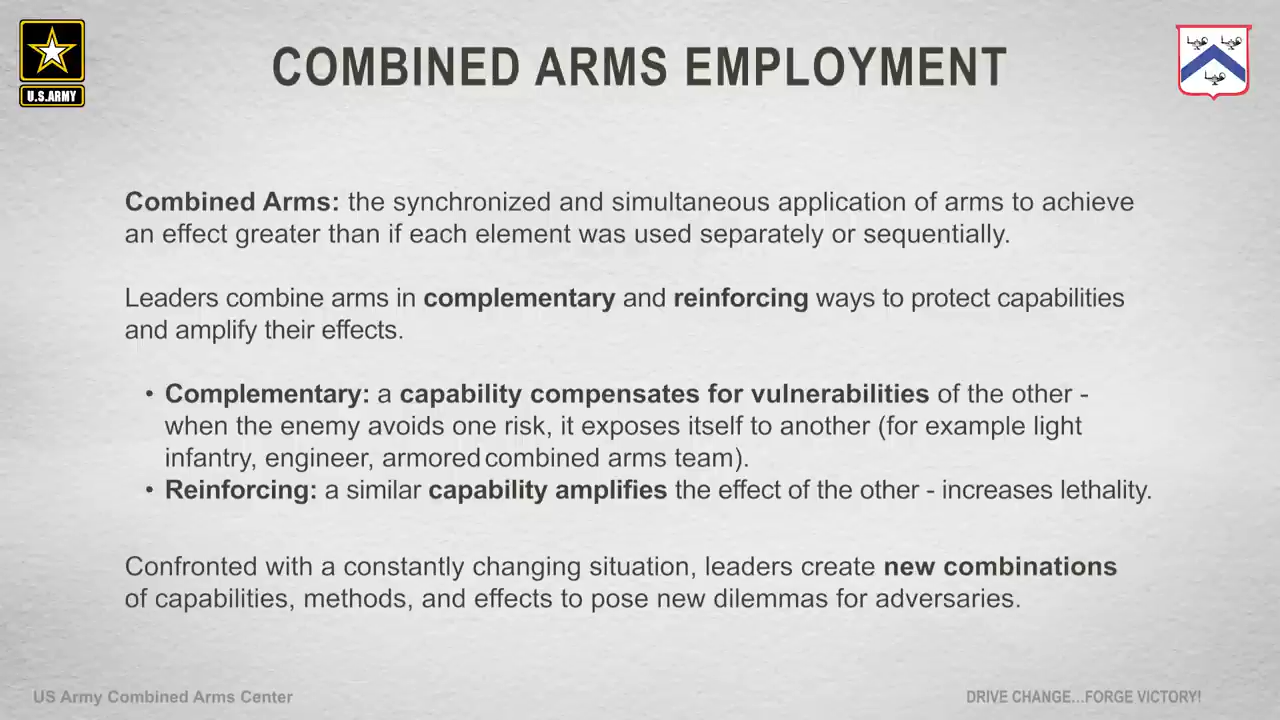 COMBINED ARMS EMPLOYMENT
U.S.ARMY
Combined Arms: the synchronized and simultaneous application of arms to achieve
an effect greater than if each element was used separately or sequentially.
Leaders combine arms in complementary and reinforcing ways to protect capabilities
and amplify their effects.
• Complementary: a capability compensates for vulnerabilities of the other -
when the enemy avoids one risk, it exposes itself to another (for example light
infantry, engineer, armored combined arms team).
• Reinforcing: a similar capability amplifies the effect of the other - increases lethality.
Confronted with a constantly changing situation, leaders create new combinations
of capabilities, methods, and effects to pose new dilemmas for adversaries.
US Army Combined Arms Center
DRIVE CHANGE...FORGE VICTORY!